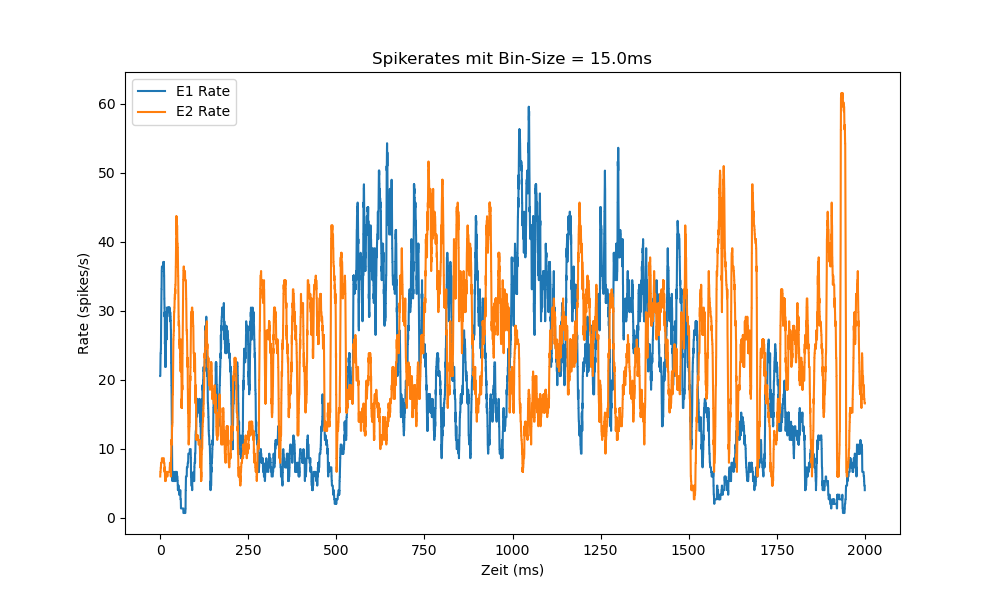 Spikerates mit Bin-Size = 15.0ms
E1 Rate
E2 Rate
Rate (spikes/s)
60
50
40
30
20
10
0
0 250 500 750 1000 1250 1500 1750 2000
Zeit (ms)